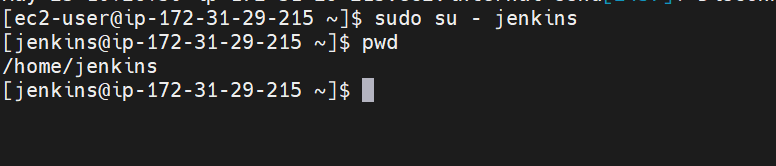 [ec2-user@ip-172-31-29-215 ~]$ sudo su - jenkins
[jenkins@ip-172-31-29-215 ~]$ pwd
/home/jenkins
[jenkins@ip-172-31-29-215 ~]$